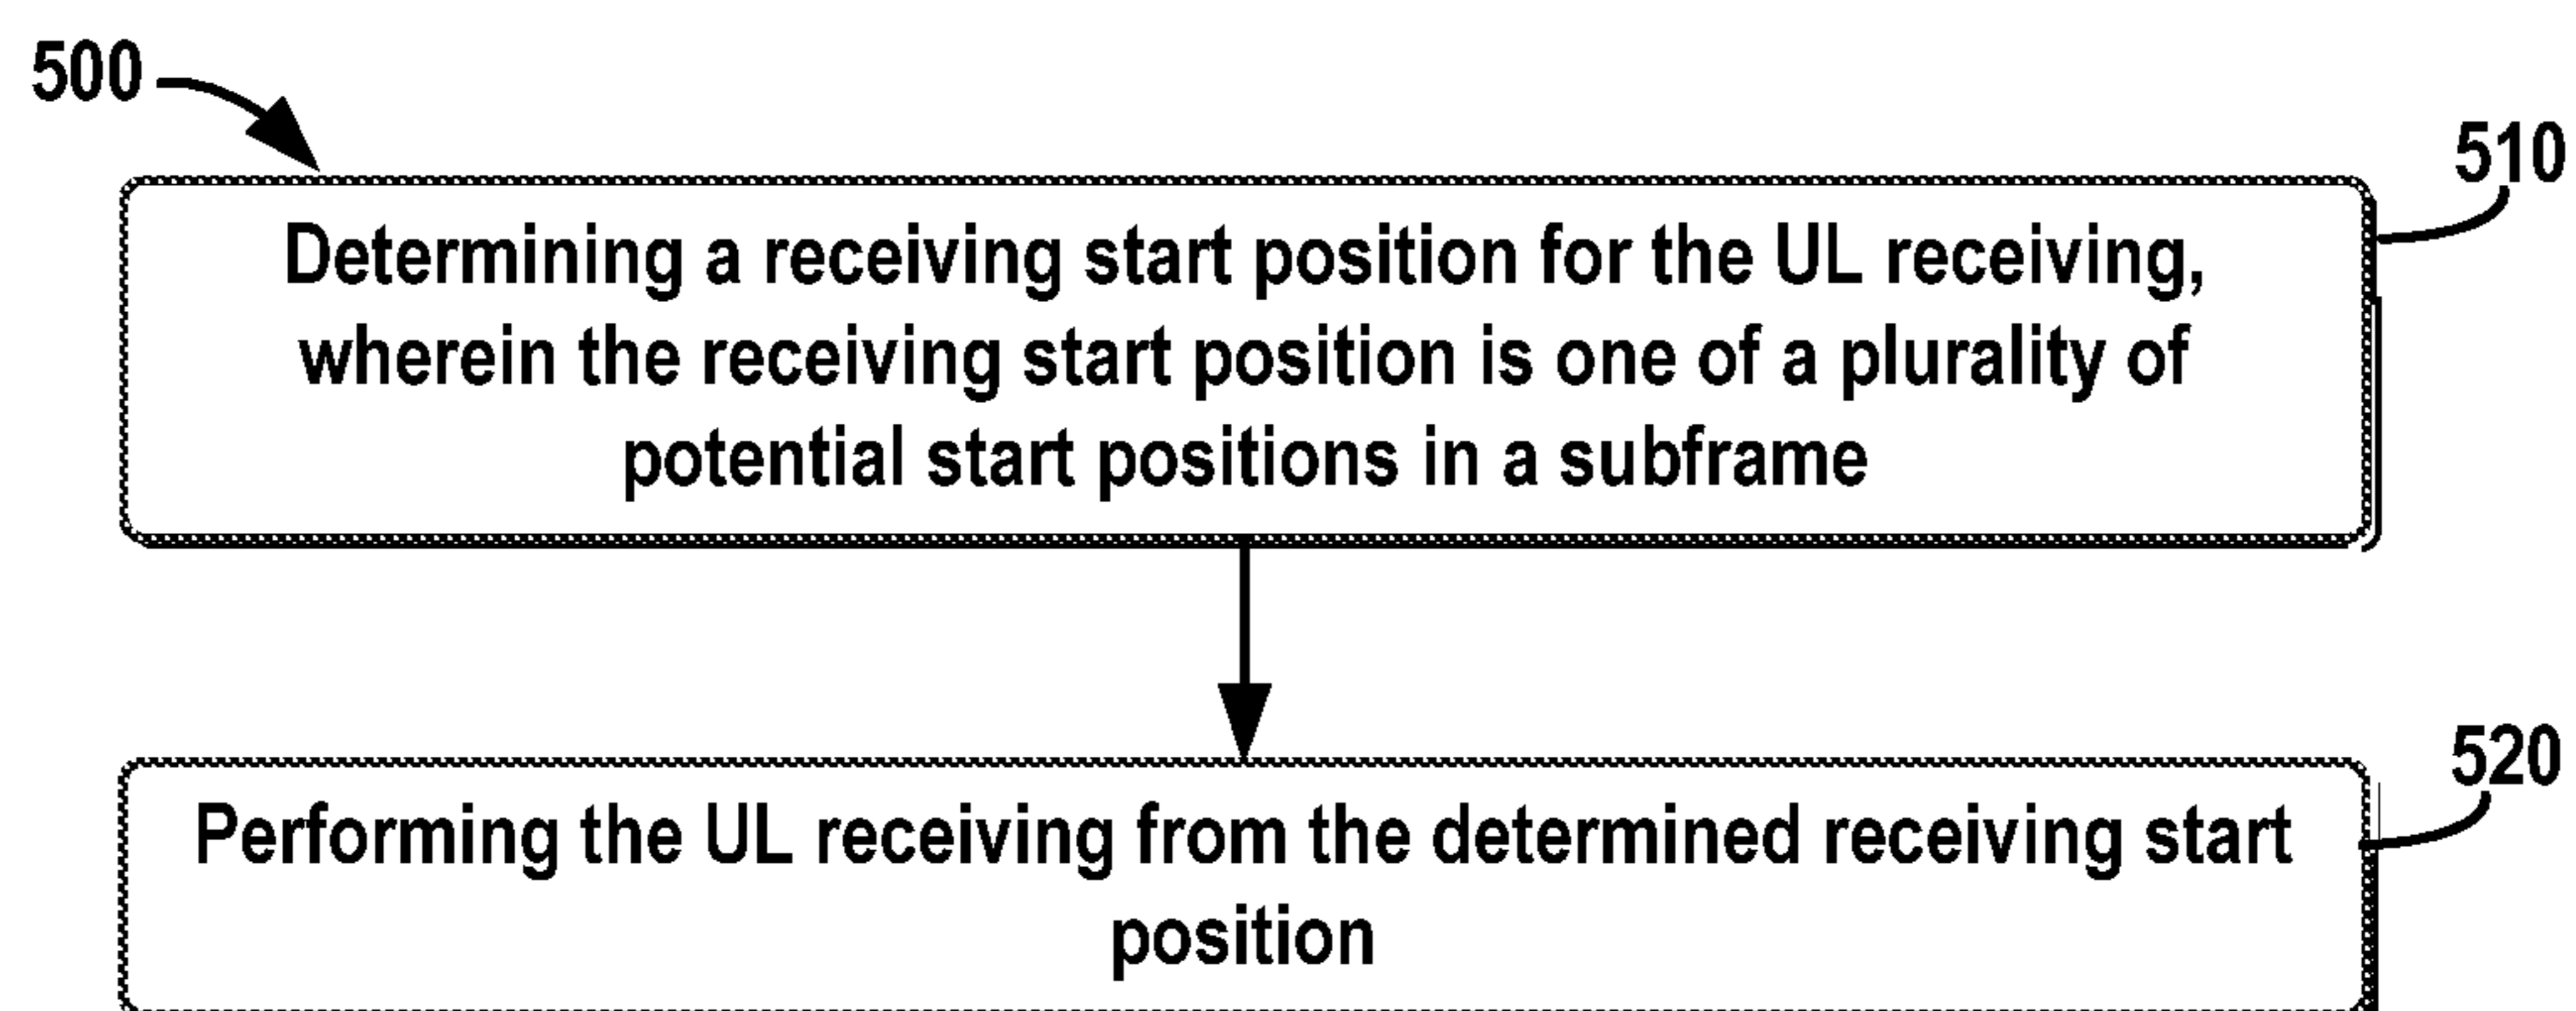 500
510
Determining a receiving start position for the UL receiving,
wherein the receiving start position is one of a plurality of
potential start positions in a subframe
520
Performing the UL receiving from the determined receiving start
position